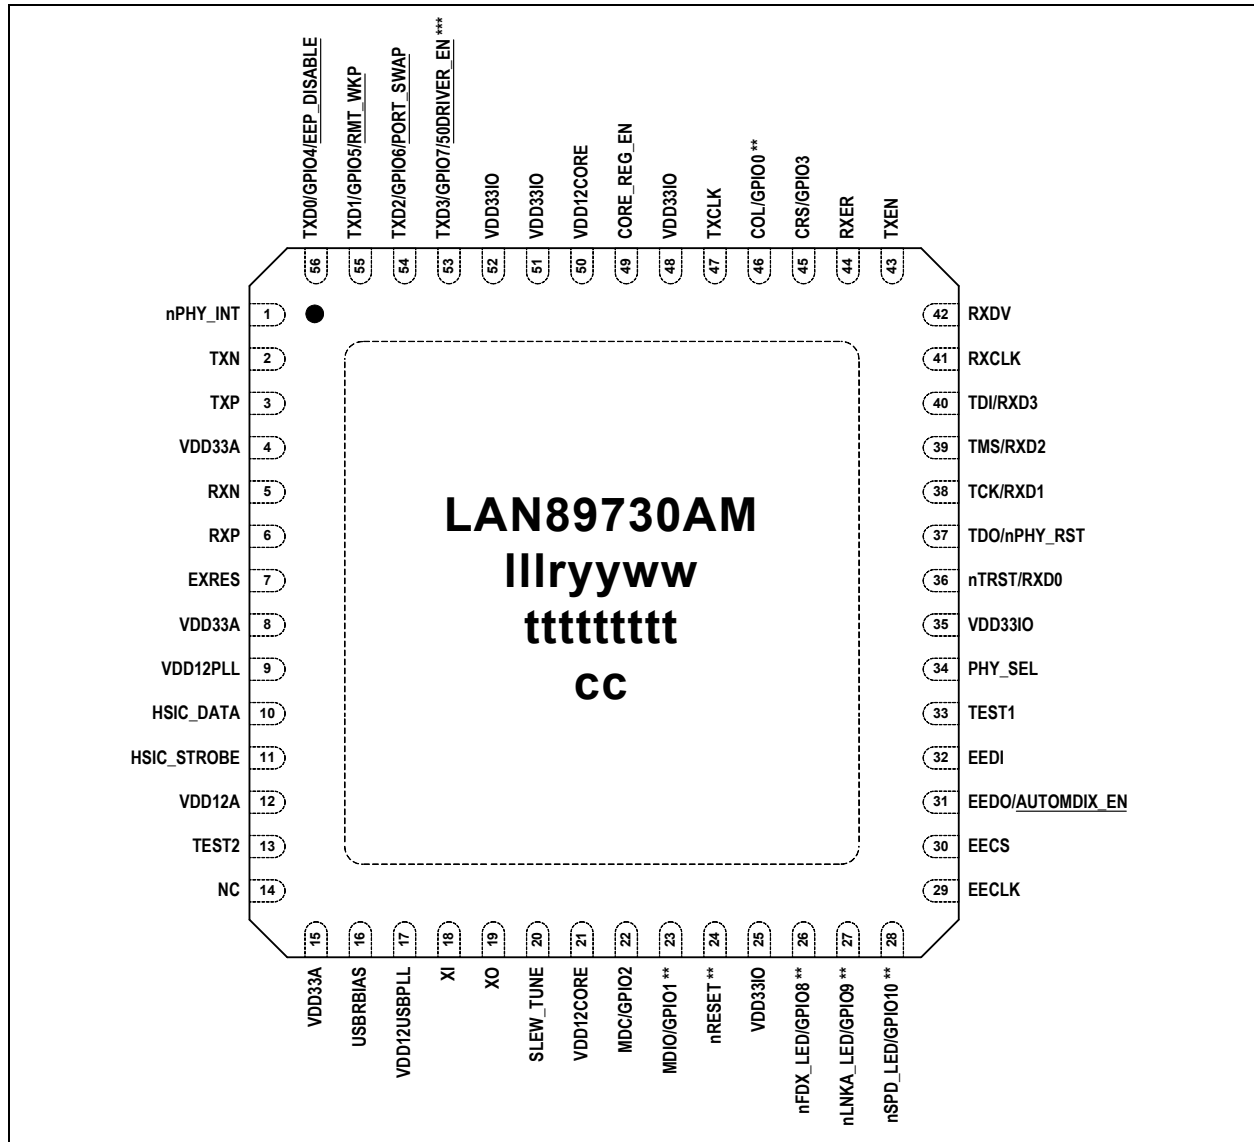 TXD0/GPIO4/EEP_DISABLE
TXD1/GPIO5/RMT_WKP
TXD2/GPIO6/PORT_SWAP
TXD3/GPIO7/50DRIVER_EN ***
VDD33IO
VDD33IO
VDD12CORE
CORE_REG_EN
VDD33IO
TXCLK
COL/GPIO0 **
CRS/GPIO3
RXER
TXEN
56
55
54
53
52
51
50
49
48
47
46
45
44
43
nPHY_INT 1
TXN 2
TXP 3
VDD33A 4
RXN 5
RXP 6
EXRES 7
VDD33A 8
VDD12PLL 9
HSIC_DATA 10
HSIC_STROBE 11
VDD12A 12
TEST2 13
NC 14
LAN89730AM
lllryyww
ttttttttt
cc
42 RXDV
41 RXCLK
40 TDI/RXD3
39 TMS/RXD2
38 TCK/RXD1
37 TDO/nPHY_RST
36 nTRST/RXD0
35 VDD33IO
34 PHY_SEL
33 TEST1
32 EEDI
31 EEDO/AUTOMDIX_EN
30 EECS
29 EECLK
15
16
17
18
19
20
21
22
23
24
25
26
27
28
VDD33A
USBRBIAS
VDD12USBPLL
XI
XO
SLEW_TUNE
VDD12CORE
MDC/GPIO2
MDIO/GPIO1 **
nRESET **
VDD33IO
nFDX_LED/GPIO8 **
nLNKA_LED/GPIO9 **
nSPD_LED/GPIO10 **